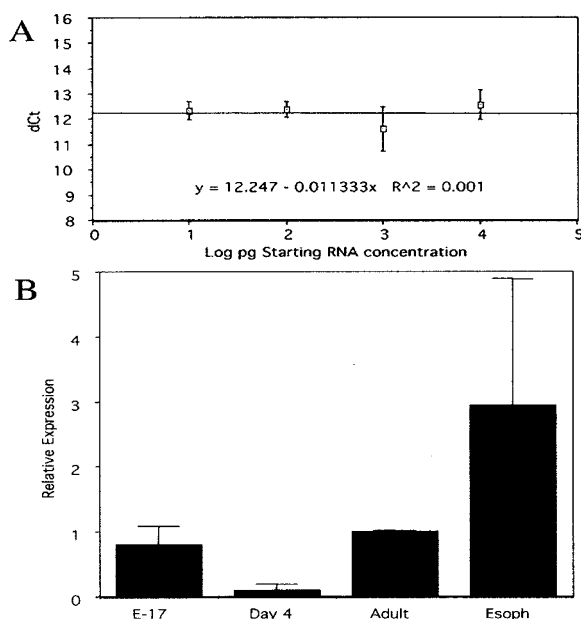 A
16
15
14
13
12
11
10
9
8
dCt
y = 12.247 - 0.011333x R^2 = 0.001
0 1 2 3 4 5
Log pg Starting RNA concentration
B
5
4
3
2
1
0
Relative Expression
E-17 Day 4 Adult Esoph